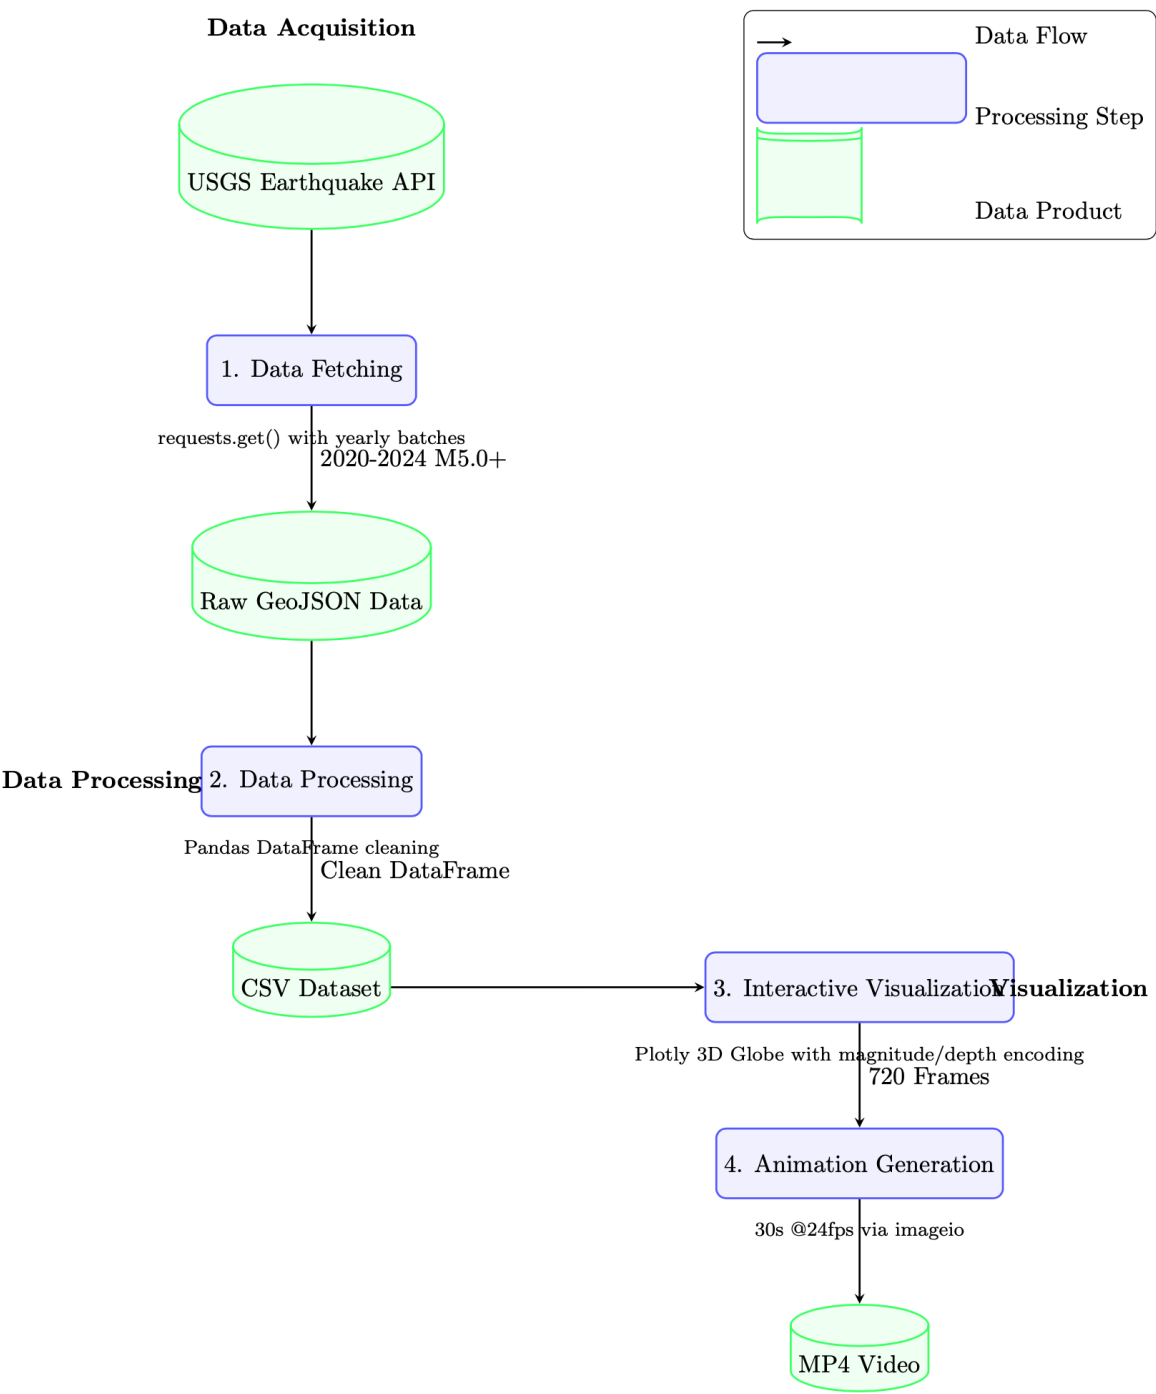 Data Acquisition
Data Flow
Processing Step
Data Product
USGS Earthquake API
1. Data Fetching
requests.get() with yearly batches
2020-2024 M5.0+
Raw GeoJSON Data
Data Processing
2. Data Processing
Pandas DataFrame cleaning
Clean DataFrame
CSV Dataset
3. Interactive Visualization
Visualization
Plotly 3D Globe with magnitude/depth encoding
720 Frames
4. Animation Generation
30s @24fps via imageio
MP4 Video